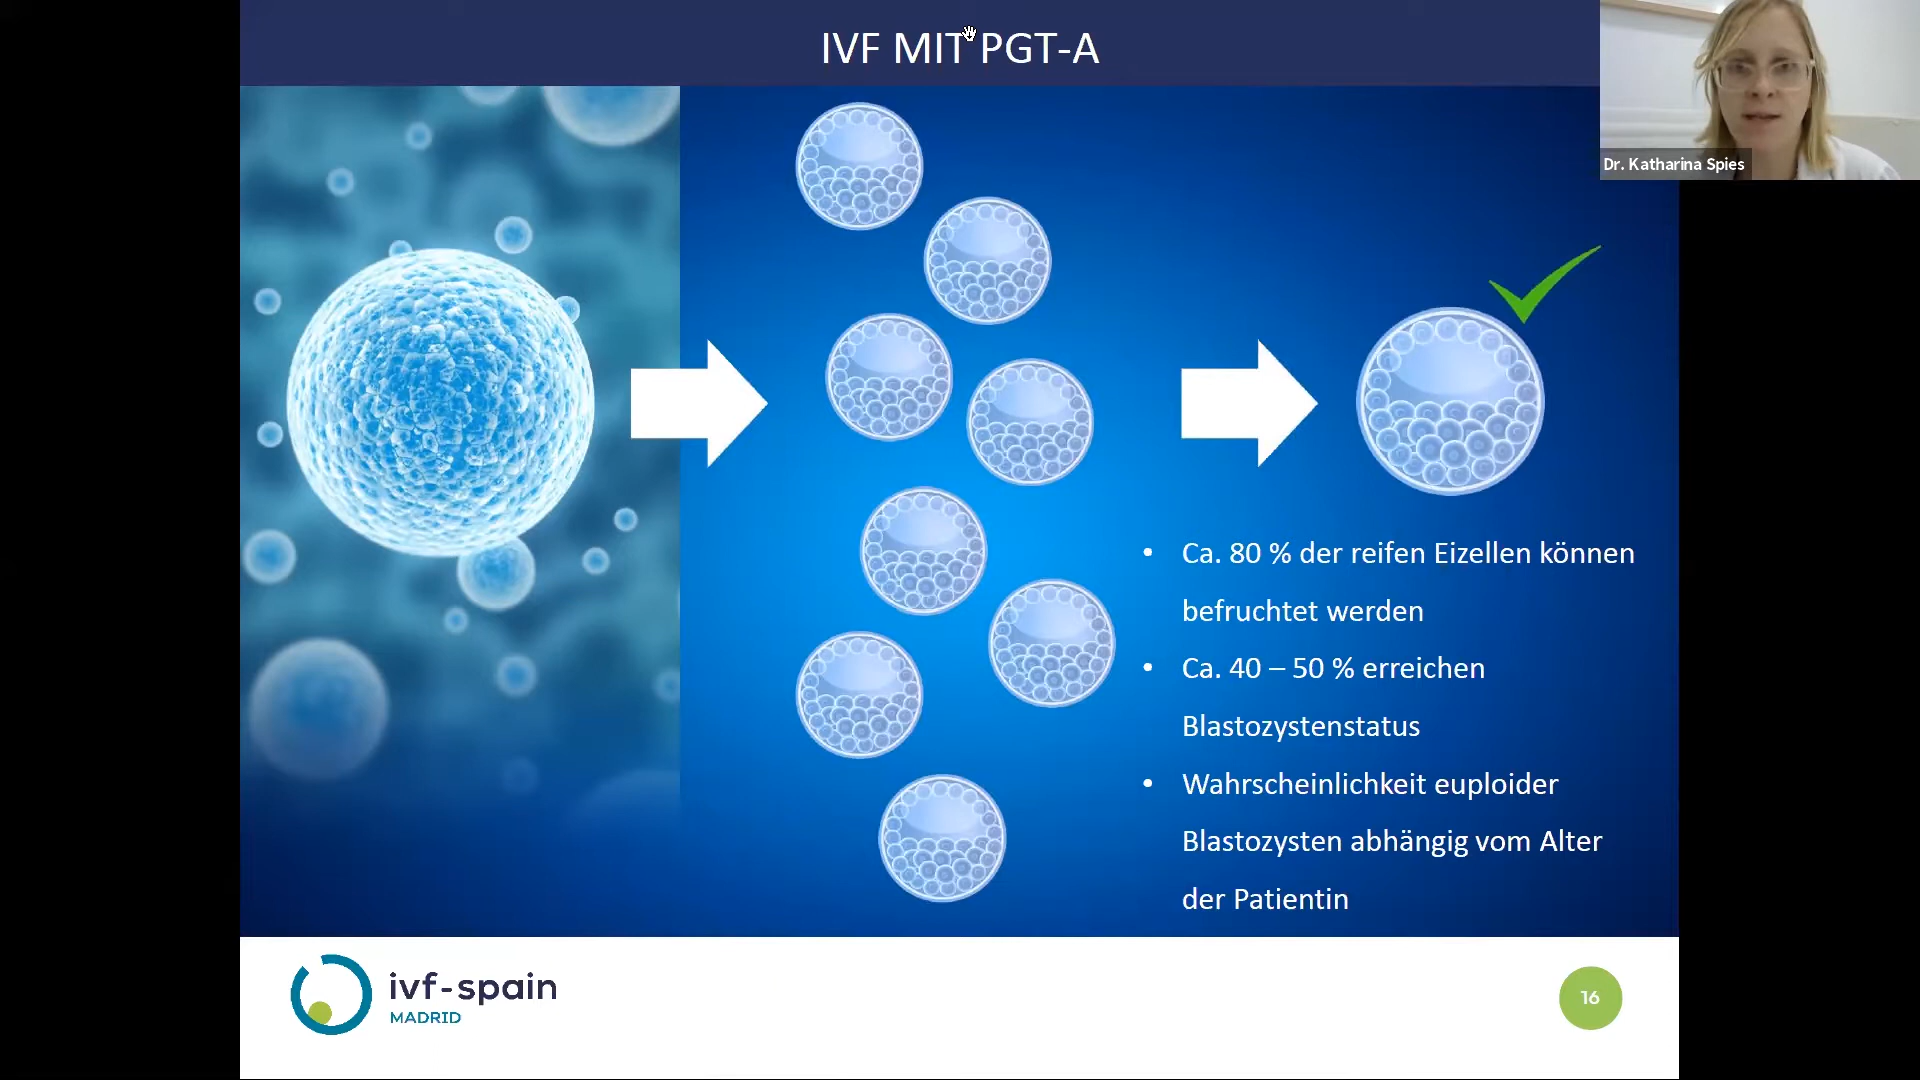 IVF MIT PGT-A
Dr. Katharina Spies
• Ca. 80 % der reifen Eizellen können
befruchtet werden
• Ca. 40 – 50 % erreichen
Blastozystenstatus
• Wahrscheinlichkeit euploider
Blastozysten abhängig vom Alter
der Patientin
ivf-spain
MADRID
16